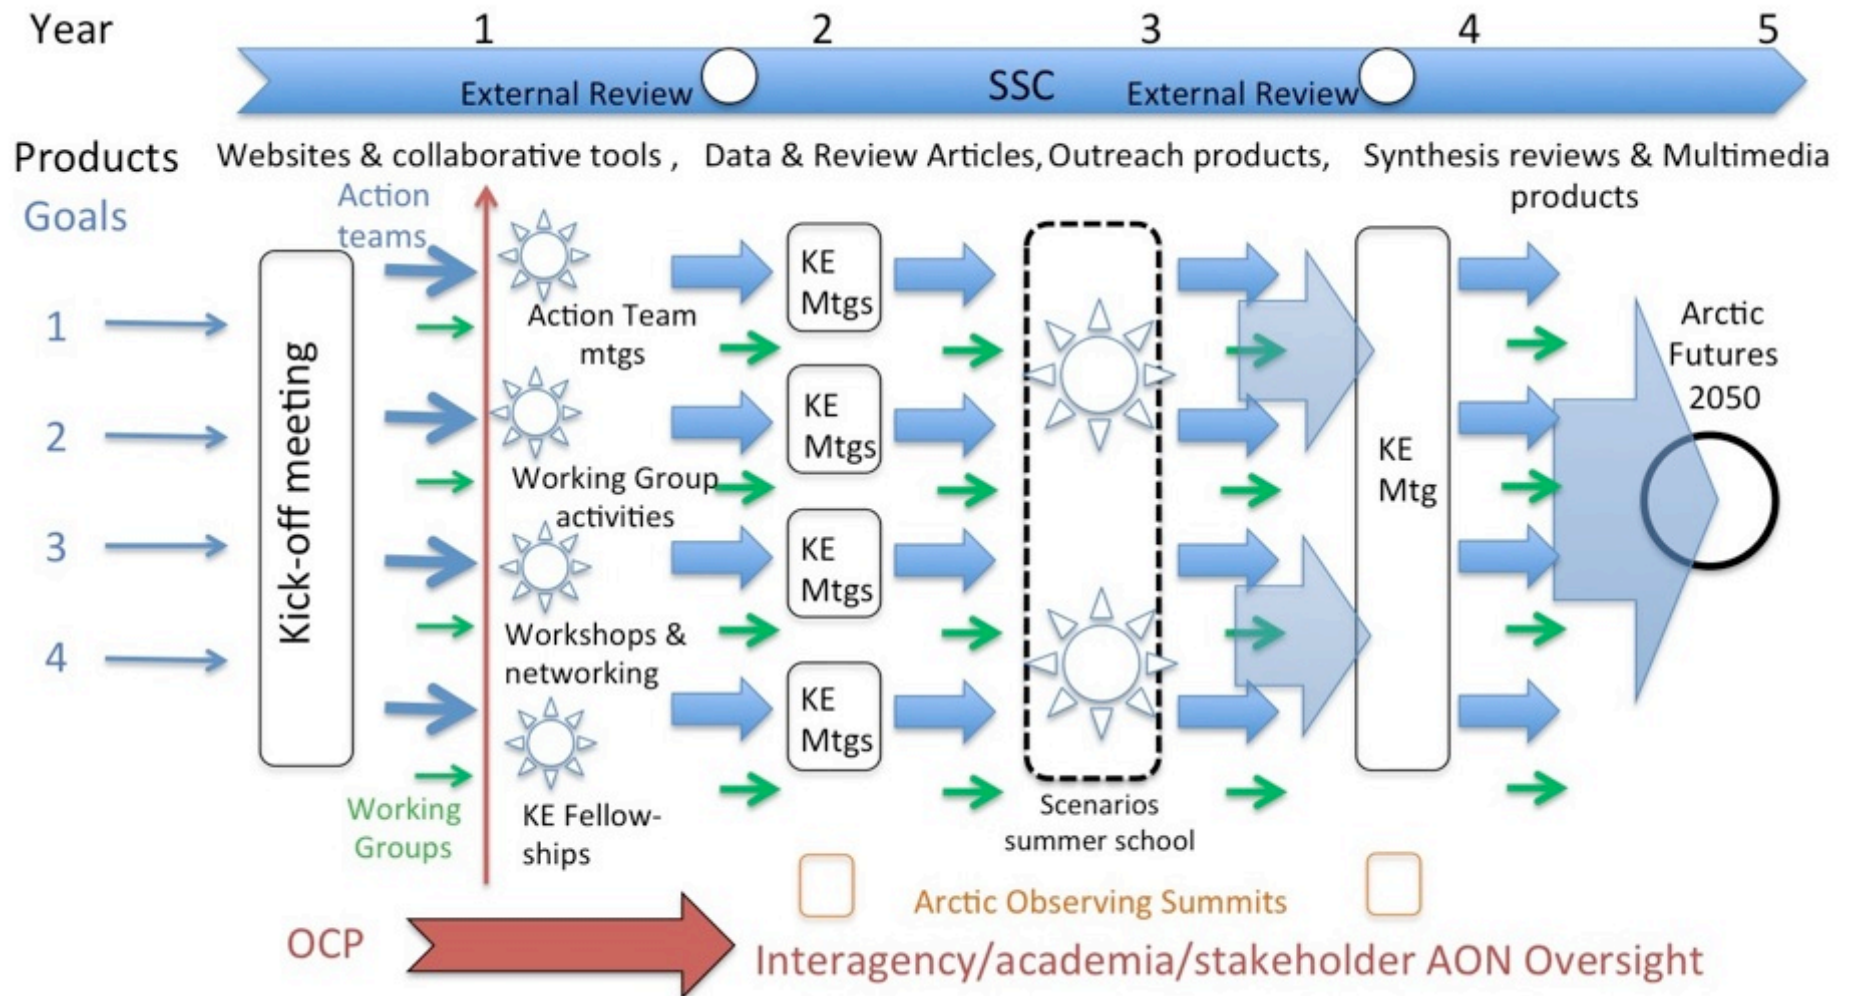 Year 1 2 3 4 5
External Review SSC External Review
Products Websites & collaborative tools , Data & Review Articles, Outreach products, Synthesis reviews & Multimedia
products
Goals
Action
teams
1
2
3
4
Kick-off meeting
Action Team
mtgs
Working Group
activities
Workshops &
networking
KE Fellow-
ships
Working
Groups
KE
Mtgs
KE
Mtgs
KE
Mtgs
KE
Mtgs
Scenarios
summer school
KE
Mtg
Arctic
Futures
2050
Arctic Observing Summits
OCP
Interagency/academia/stakeholder AON Oversight